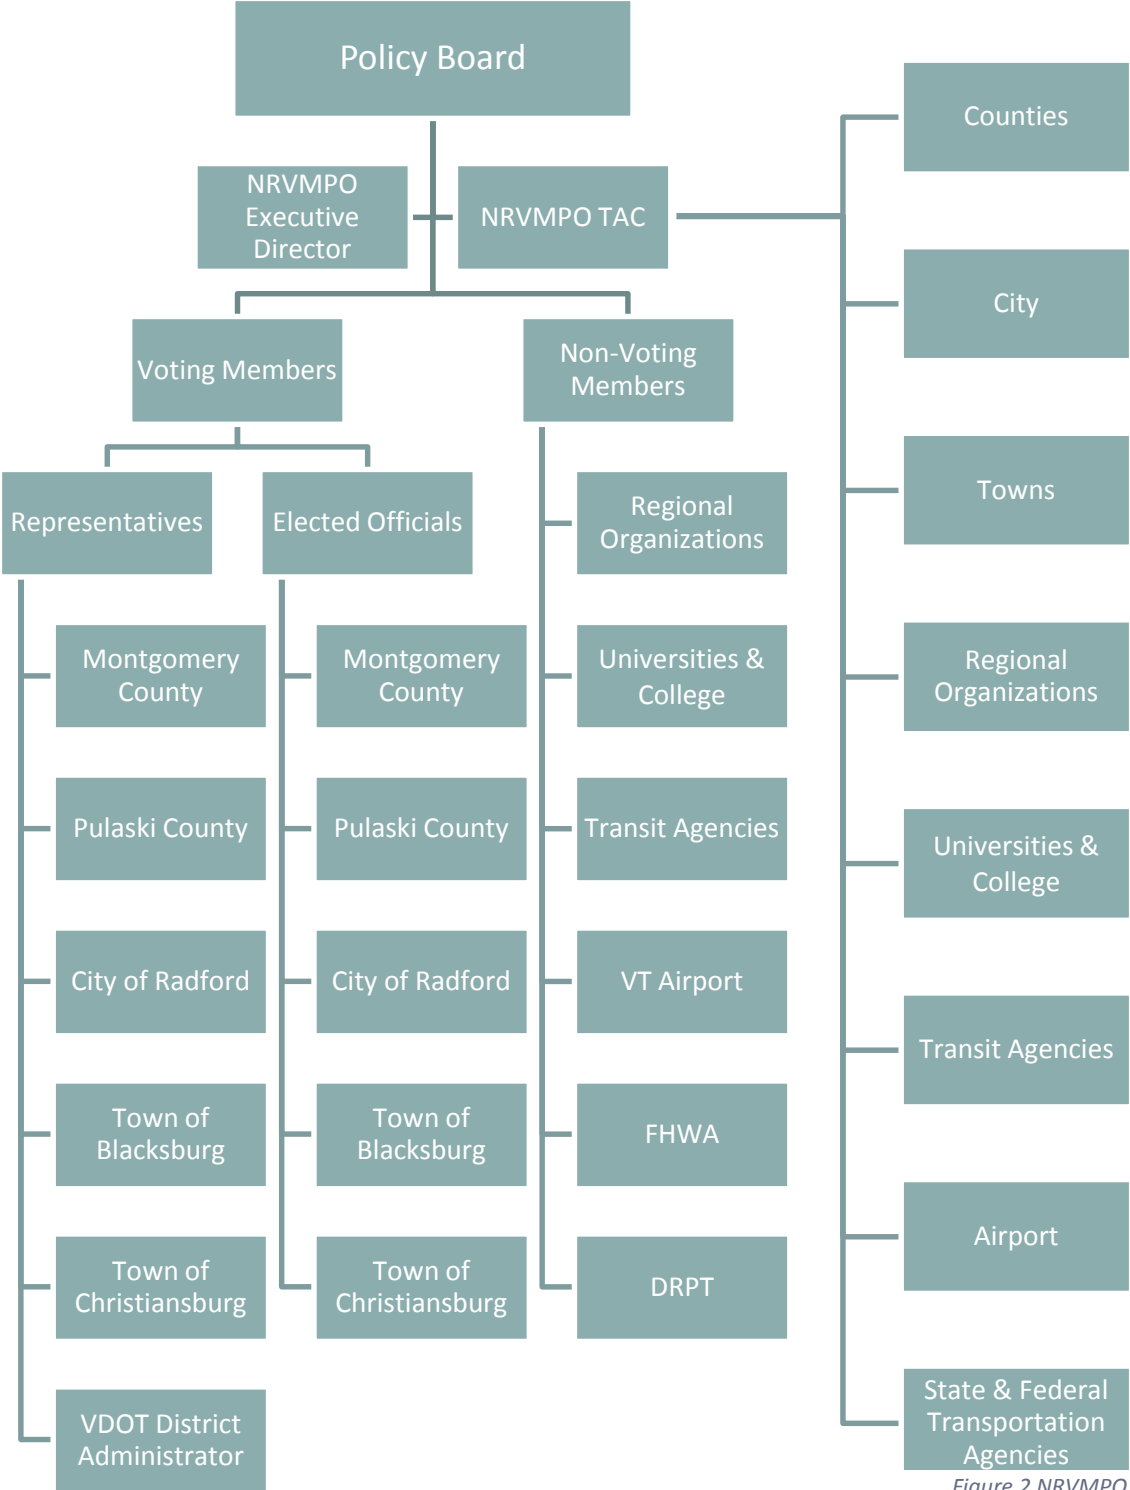 Policy Board
NRVMPO
Executive
Director
NRVMPO TAC
Voting Members
Non-Voting
Members
Representatives
Elected Officials
Montgomery
County
Pulaski County
City of Radford
Town of
Blacksburg
Town of
Christiansburg
VDOT District
Administrator
Montgomery
County
Pulaski County
City of Radford
Town of
Blacksburg
Town of
Christiansburg
Regional
Organizations
Universities &
College
Transit Agencies
VT Airport
FHWA
DRPT
Counties
City
Towns
Regional
Organizations
Universities &
College
Transit Agencies
Airport
State & Federal
Transportation
Agencies
Figure 2 NRVMPO